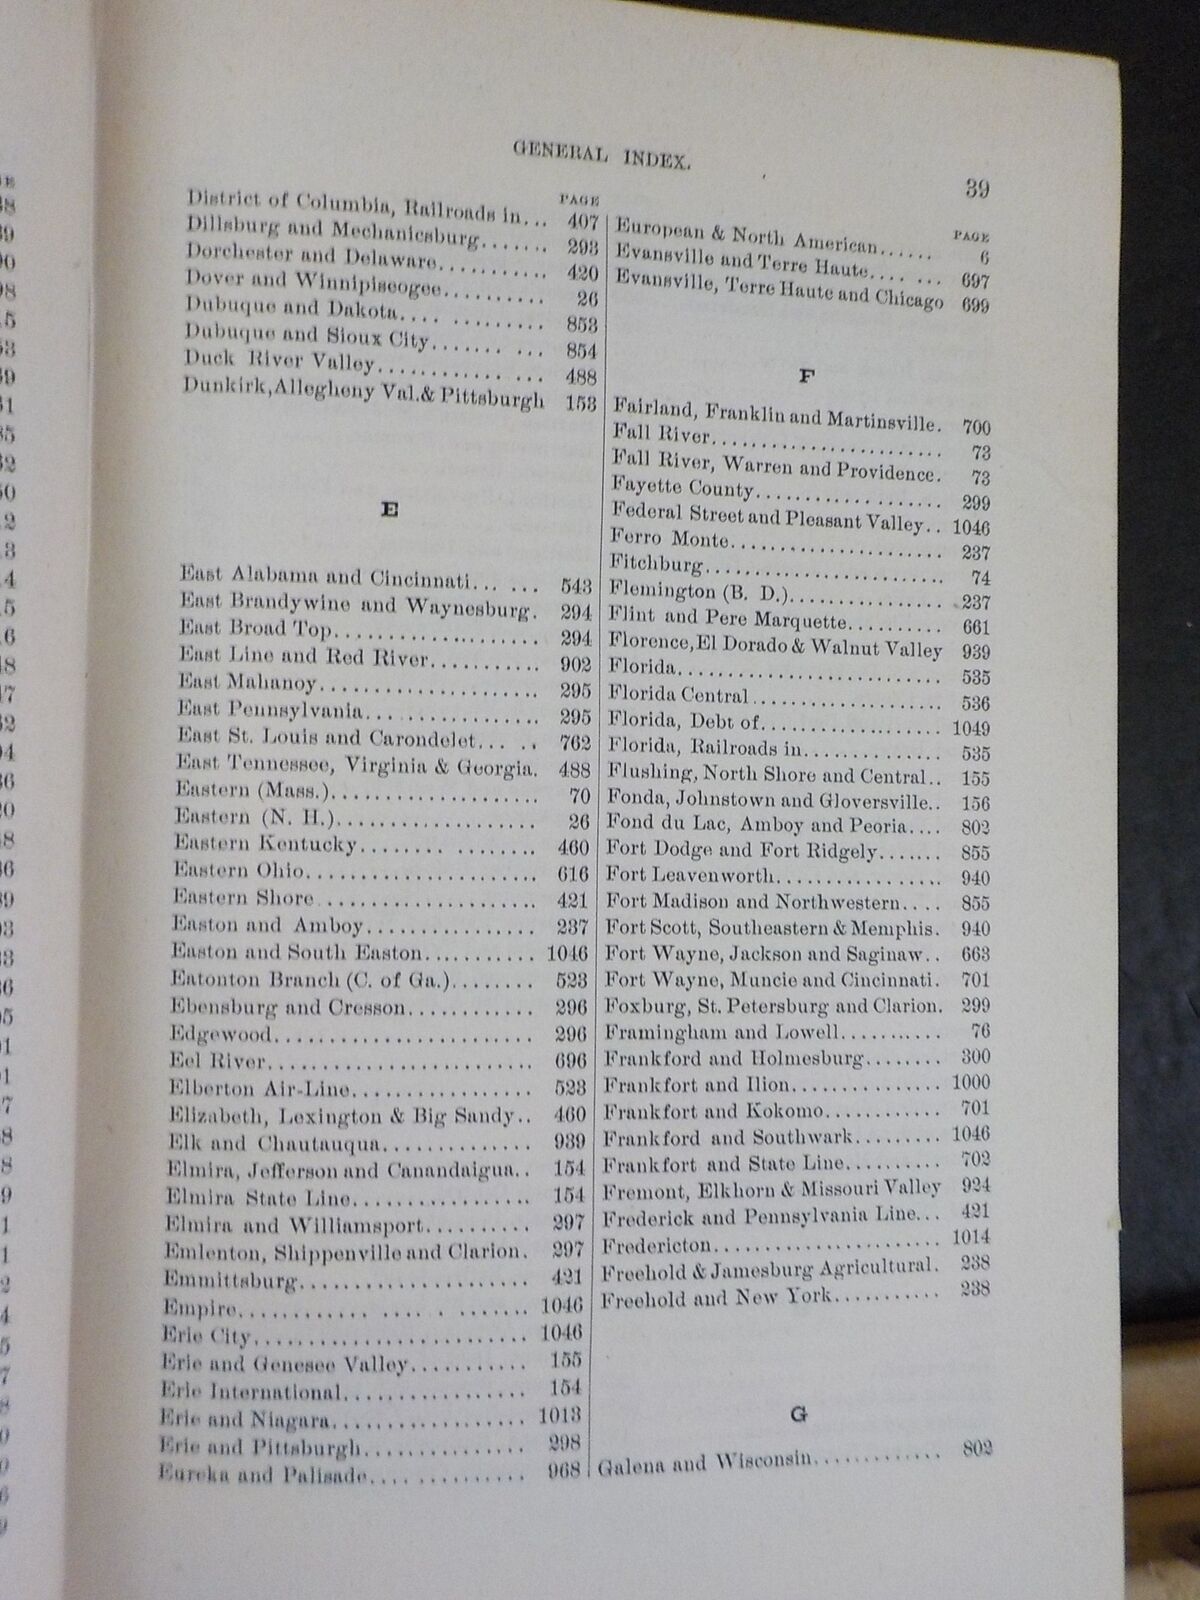 GENERAL INDEX.
39
PAGE
District of Columbia, Railroads in... 407
Dillsburg and Mechanicsburg....... 293
Dorchester and Delaware........... 420
Dover and Winnipiseogee.......... 26
Dubuque and Dakota.... ......... 853
Dubuque and Sioux City....... ... 854
Duck River Valley............ ... 488
Dunkirk, Allegheny Val. & Pittsburgh 153
E
East Alabama and Cincinnati... ... 543
East Brandywine and Waynesburg. 294
East Broad Top................... 294
East Line and Red River........... 902
East Mahanoy.................... 295
East Pennsylvania................ 295
East St. Louis and Carondelet... .. 762
East Tennessee, Virginia & Georgia. 488
Eastern (Mass.)................... 70
Eastern (N. H.).................. 26
Eastern Kentucky........ ........ 460
Eastern Ohio..................... 616
Eastern Shore.................... 421
Easton and Amboy................ 237
Easton and South Easton.......... 1046
Eatonton Branch (C. of Ga.)........ 523
Ebensburg and Cresson............ 296
Edgewood........................ 296
Eel River......................... 696
Elberton Air-Line................. 523
Elizabeth, Lexington & Big Sandy.. 460
Elk and Chautauqua.............. 939
Elmira, Jefferson and Canandaigua.. 154
Elmira State Line................. 154
Elmira and Williamsport.......... 297
Emlenton, Shippenville and Clarion. 297
Emmittsburg..................... 421
Empire............ .... . ....... 1046
Erie City......................... 1046
Erie and Genesee Valley........... 155
Erie International................. 154
Erie and Niagara.................. 1013
Erie and Pittsburgh............... 298
Eureka and Palisade.............. 968
PAGE
European & North American...... 6
Evansville and Terre Haute.... ... 697
Evansville, Terre Haute and Chicago 699
F
Fairland, Franklin and Martinsville. 700
Fall River........................ 73
Fall River, Warren and Providence. 73
Fayette County.................. 299
Federal Street and Pleasant Valley.. 1046
Ferro Monte...................... 237
Fitchburg........................ 74
Flemington (B. D.)............... 237
Flint and Pere Marquette.......... 661
Florence, El Dorado & Walnut Valley 939
Florida........................... 535
Florida Central................... 536
Florida, Debt of.................. 1049
Florida, Railroads in............. 535
Flushing, North Shore and Central.. 155
Fonda, Johnstown and Gloversville.. 156
Fond du Lac, Amboy and Peoria.... 802
Fort Dodge and Fort Ridgely....... 855
Fort Leavenworth................ 940
Fort Madison and Northwestern.... 855
Fort Scott, Southeastern & Memphis. 940
Fort Wayne, Jackson and Saginaw.. 663
Fort Wayne, Muncie and Cincinnati. 701
Foxburg, St. Petersburg and Clarion. 299
Framingham and Lowell.......... 76
Frankford and Holmesburg........ 300
Frankfort and Ilion............... 1000
Frankfort and Kokomo............ 701
Frankford and Southwark......... 1046
Frankfort and State Line.......... 702
Fremont, Elkhorn & Missouri Valley 924
Frederick and Pennsylvania Line... 421
Fredericton....................... 1014
Freehold & Jamesburg Agricultural. 238
Freehold and New York........... 238
G
Galena and Wisconsin............. 802